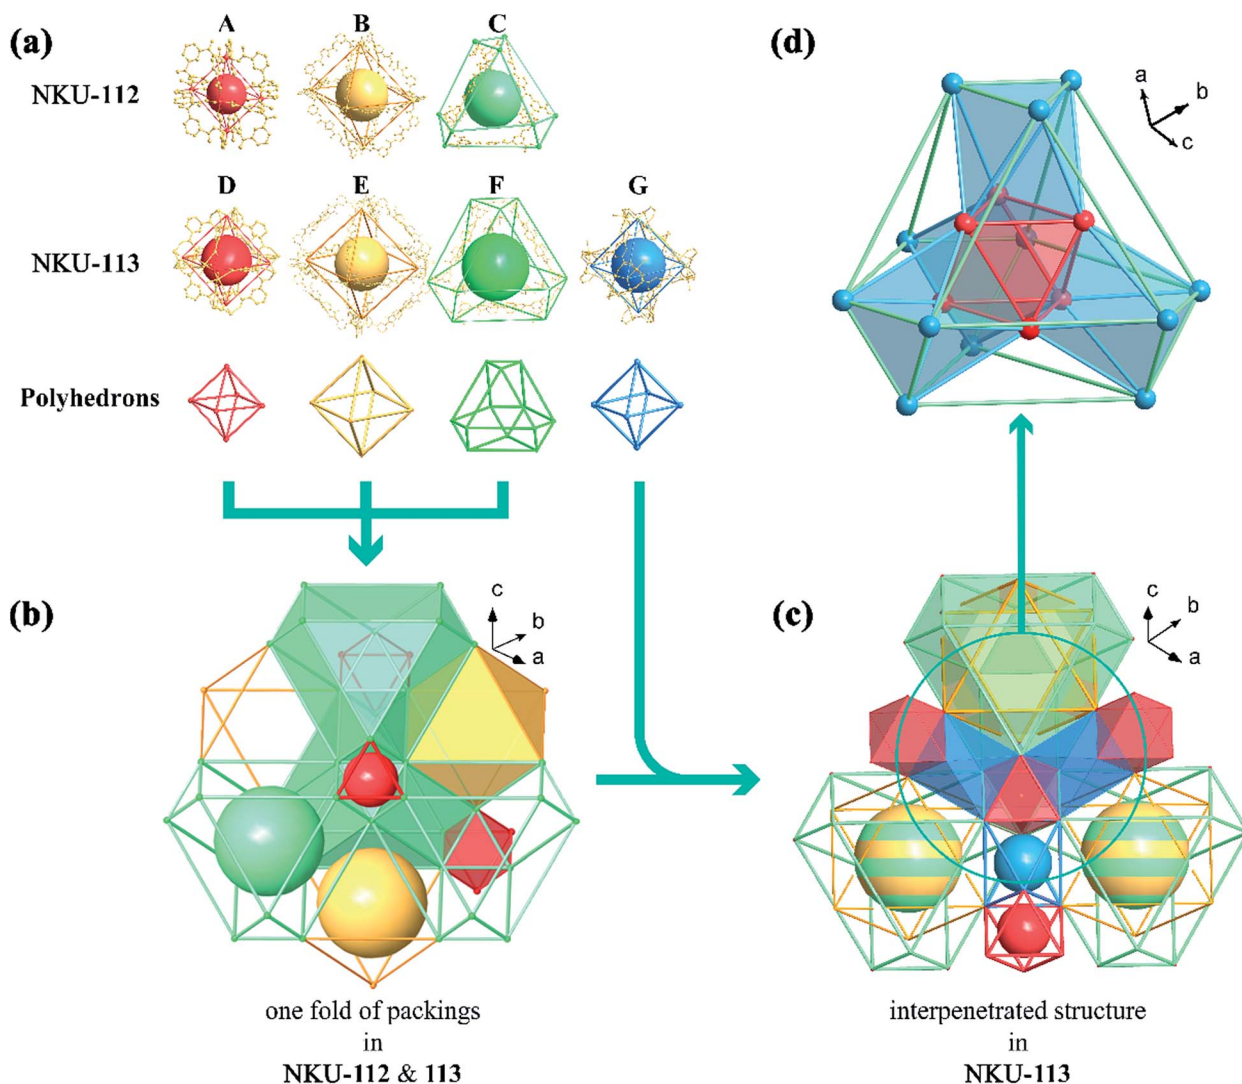 (a)
A B C
NKU-112
D E F G
NKU-113
Polyhedrons
(d)
a
b
c
(b)
c
b
a
one fold of packings
in
NKU-112 & 113
(c)
c
b
a
interpenetrated structure
in
NKU-113